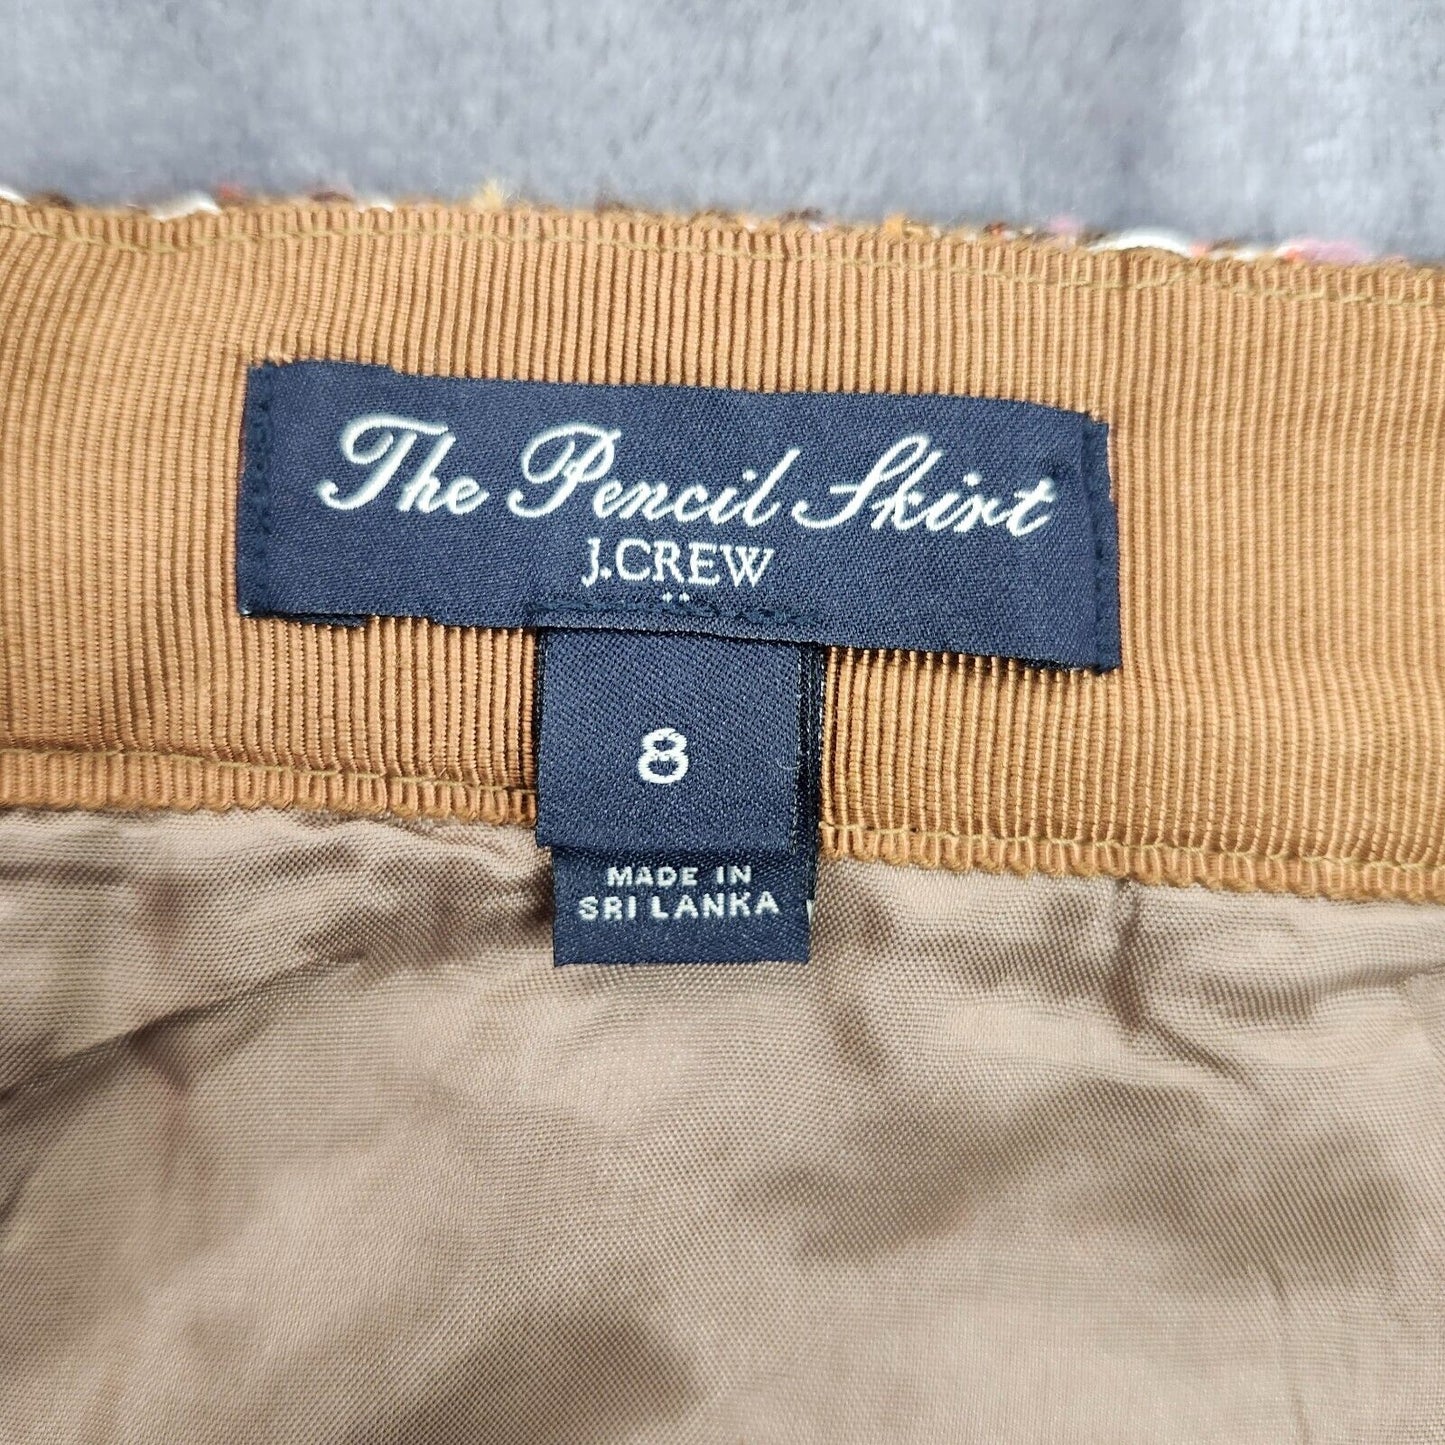 The Pencil Skirt
J.CREW
8
MADE IN
SRI LANKA